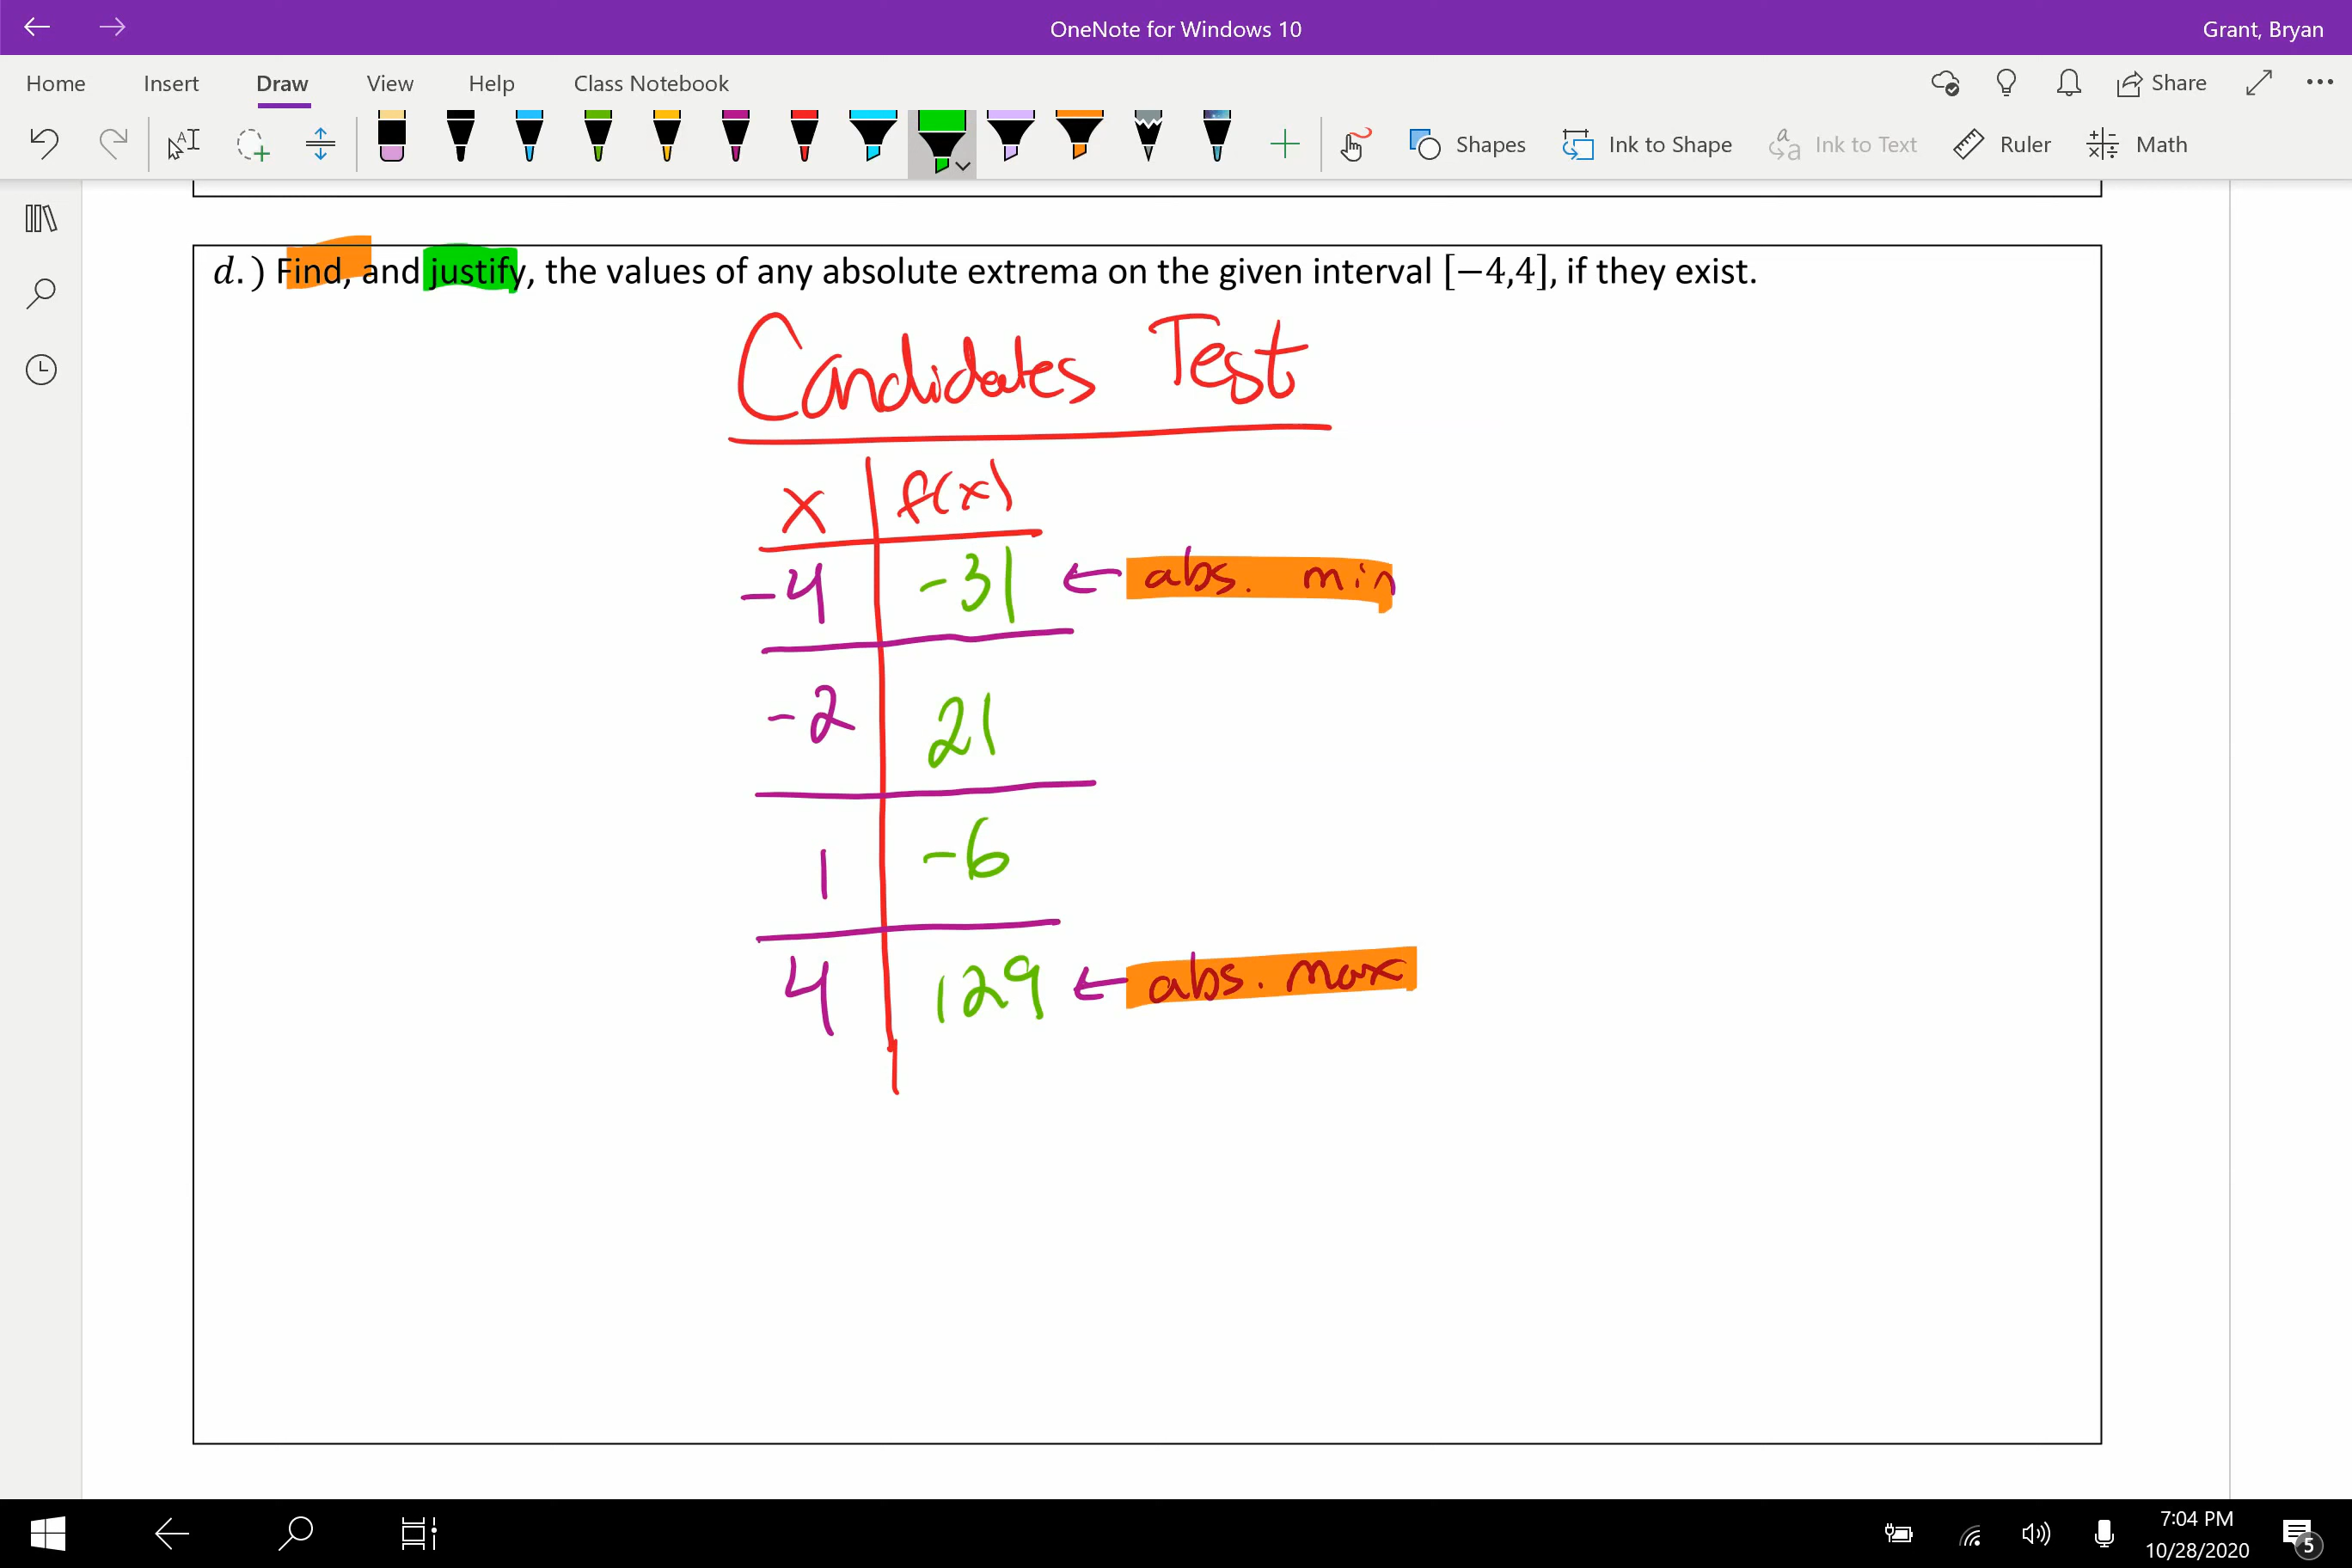 OneNote for Windows 10
Grant, Bryan
Home Insert Draw View Help Class Notebook
Share
Shapes Ink to Shape Ink to Text Ruler Math
d.) Find, and justify, the values of any absolute extrema on the given interval [−4,4], if they exist.
Candidates Test
x f(x)
-4 -31 ← abs. min
-2 21
1 -6
4 129 ← abs. max
7:04 PM
10/28/2020
5